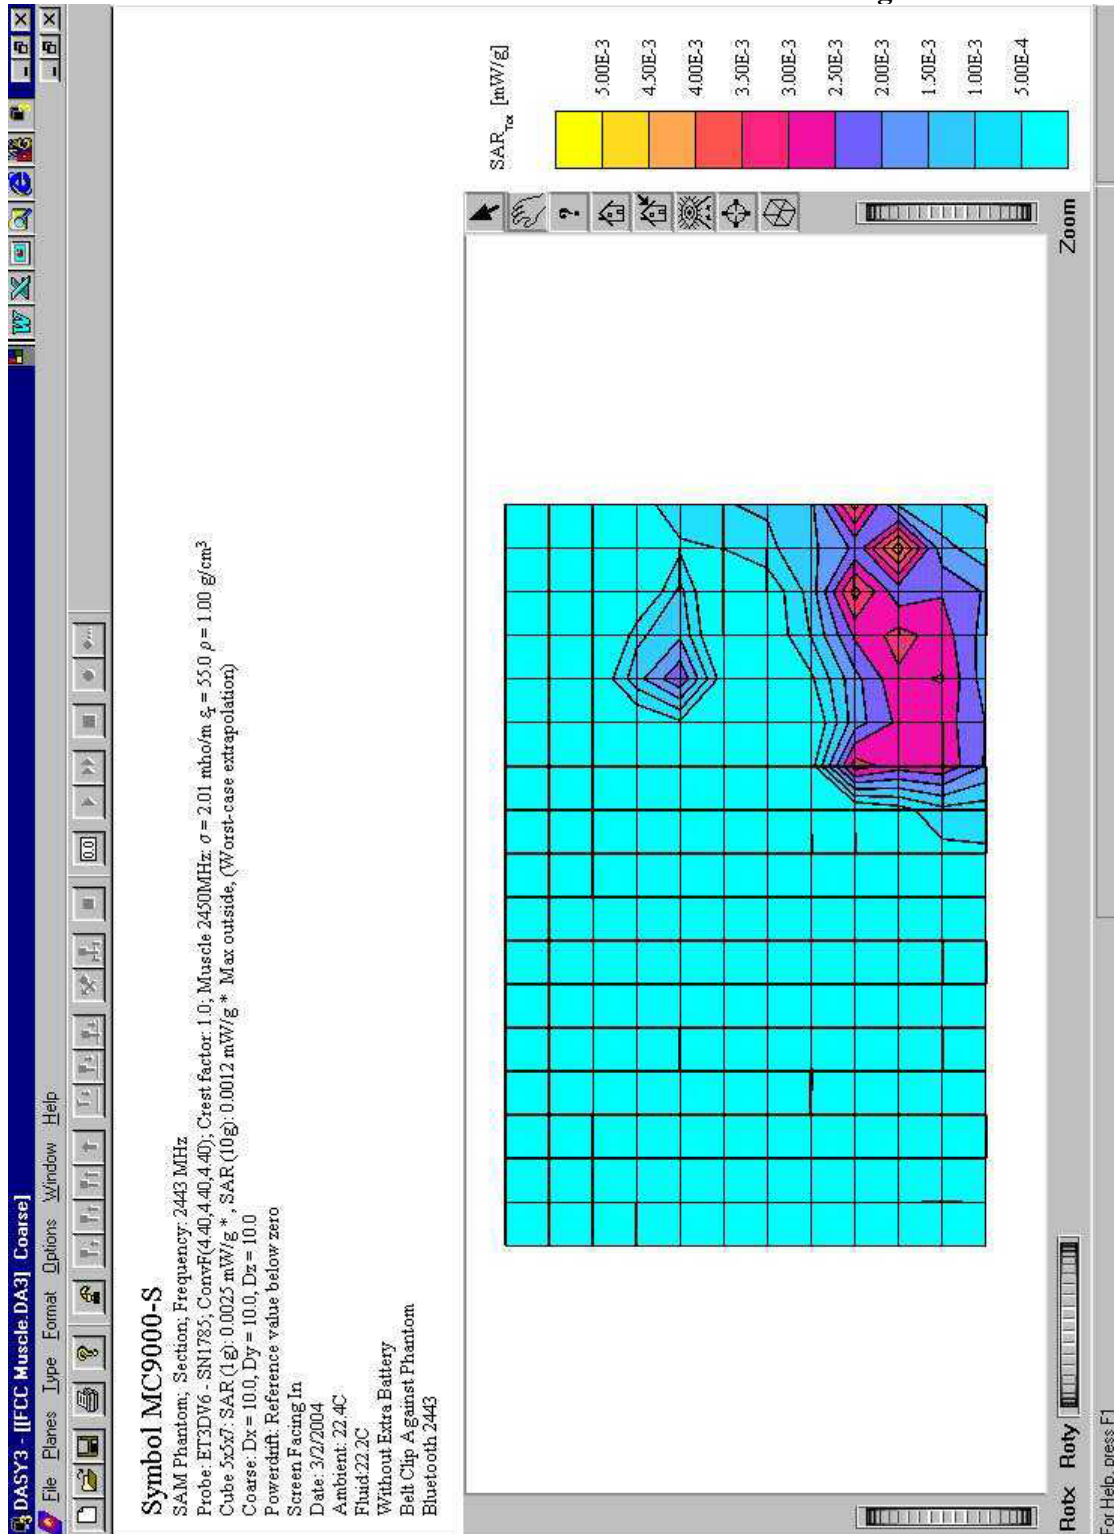 DASY3 - [[FCC Muscle.DA3] Coarse]
File Planes Type Format Options Window Help
0.0
Symbol MC9000-S
SAM Phantom; Section; Frequency: 2443 MHz
Probe: ET3DV6 - SN1785; ConvF(4.40,4.40,4.40); Crest factor: 1.0; Muscle 2450MHz: σ = 2.01 mho/m εr = 55.0 ρ = 1.00 g/cm³
Cube 5x5x7: SAR (1g): 0.0025 mW/g * , SAR (10g): 0.0012 mW/g * Max outside, (Worst-case extrapolation)
Coarse: Dx = 10.0, Dy = 10.0, Dz = 10.0
Powerdrift: Reference value below zero
Screen Facing In
Date: 3/2/2004
Ambient: 22.4C
Fluid:22.2C
Without Extra Battery
Belt Clip Against Phantom
Bluetooth 2443
SAR Tot [mW/g]
5.00E-3
4.50E-3
4.00E-3
3.50E-3
3.00E-3
2.50E-3
2.00E-3
1.50E-3
1.00E-3
5.00E-4
Rotx Roty Zoom
For Help, press F1